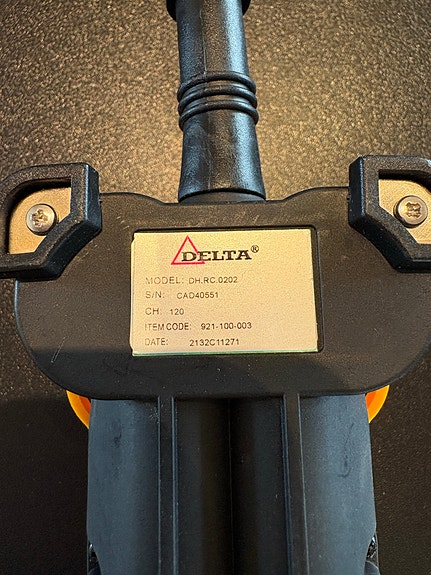 DELTA®
MODEL: DH.RC.0202
S/N: CAD40551
CH: 120
ITEM CODE: 921-100-003
DATE: 2132C11271